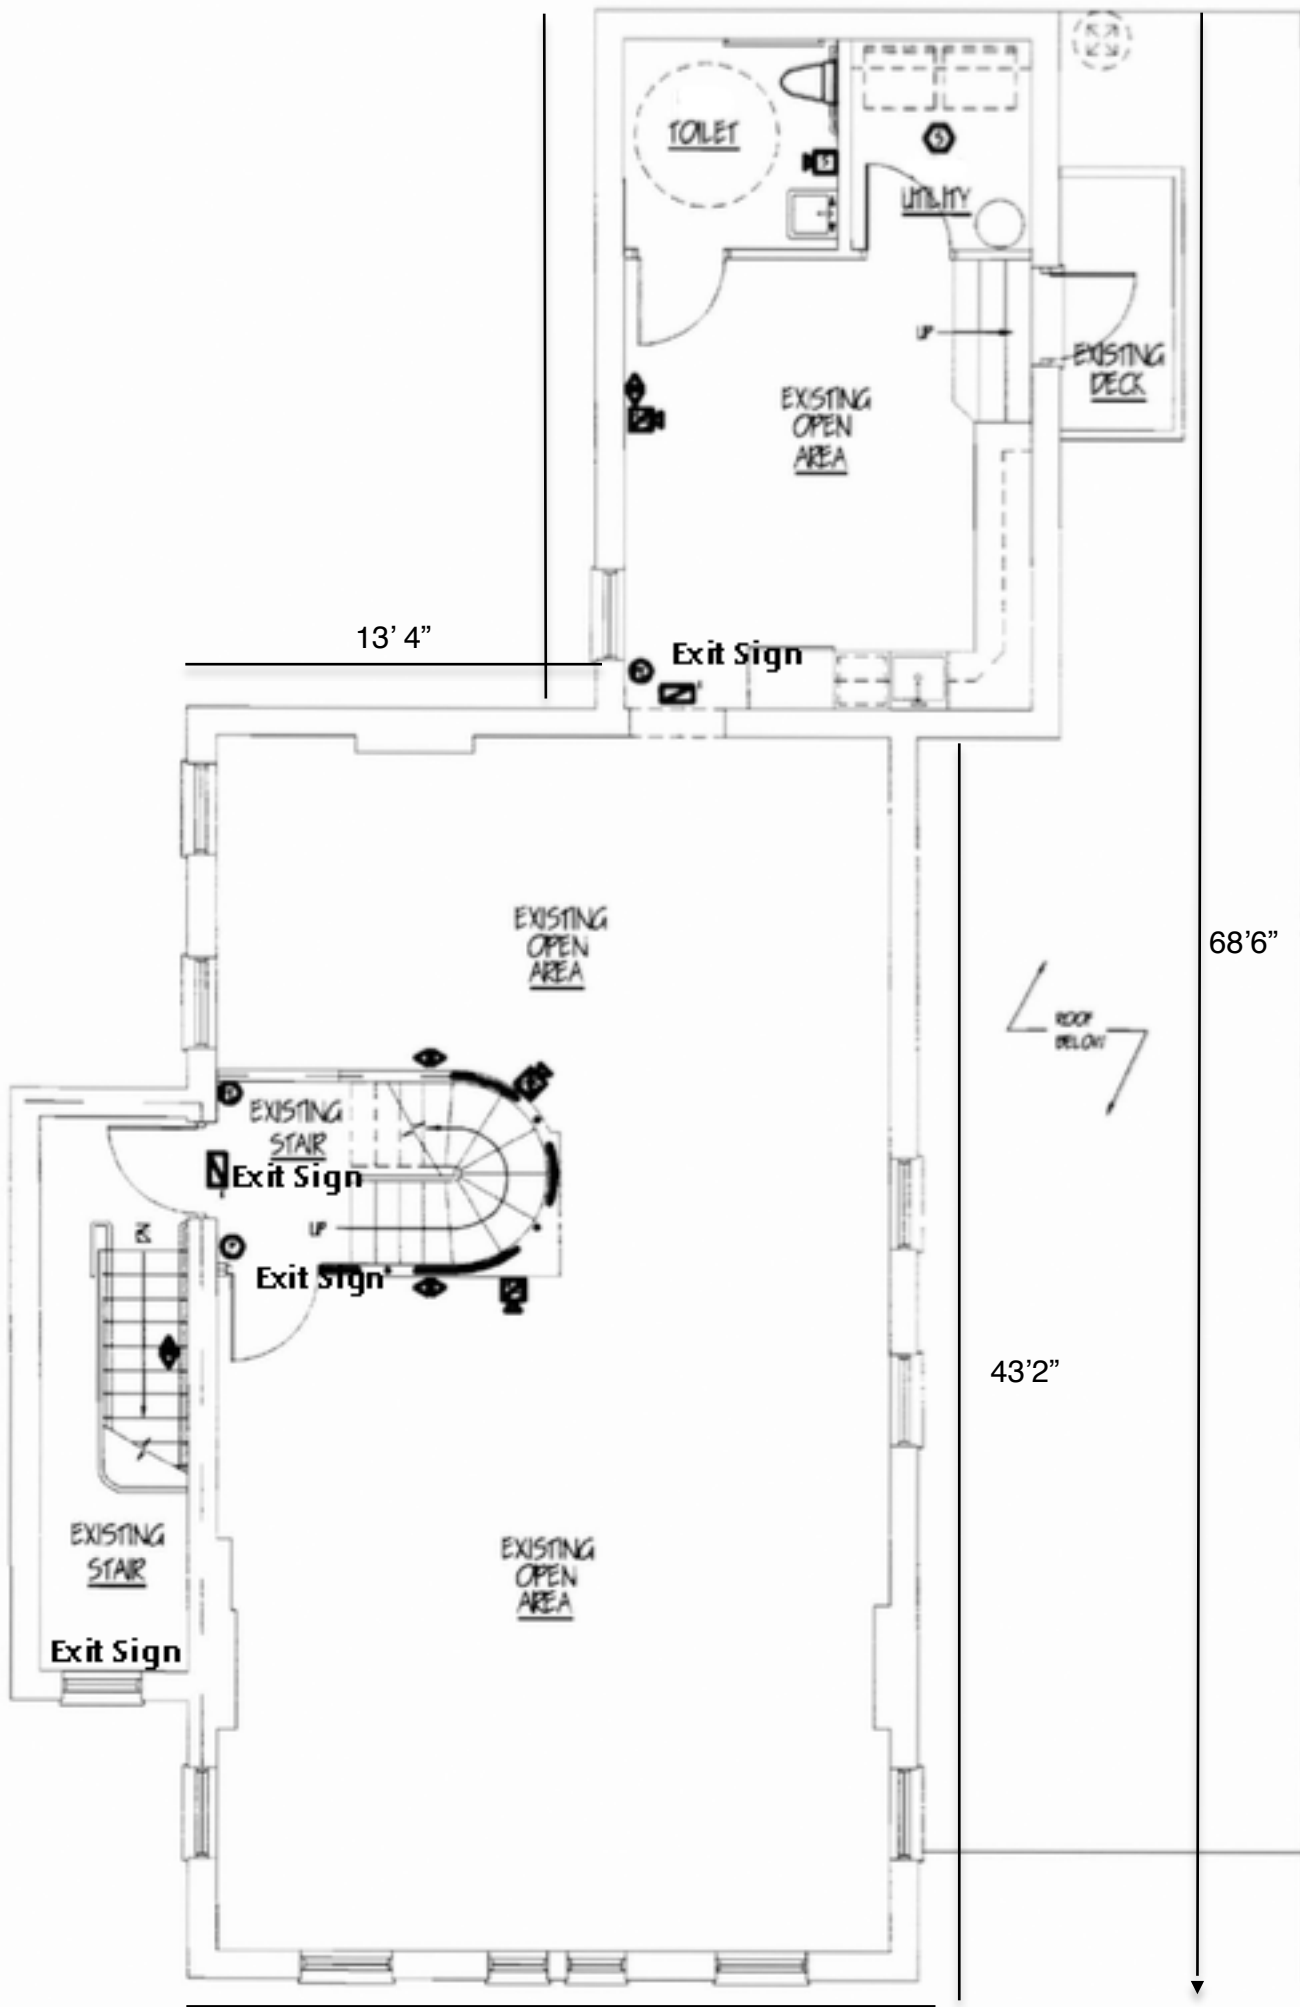 TOILET
UTILITY
UP
EXISTING
DECK
EXISTING
OPEN
AREA
13’ 4”
Exit Sign
EXISTING
OPEN
AREA
68’6”
ROOF
BELOW
EXISTING
STAIR
Exit Sign
UP
DN
Exit Sign
43’2”
EXISTING
STAIR
EXISTING
OPEN
AREA
Exit Sign